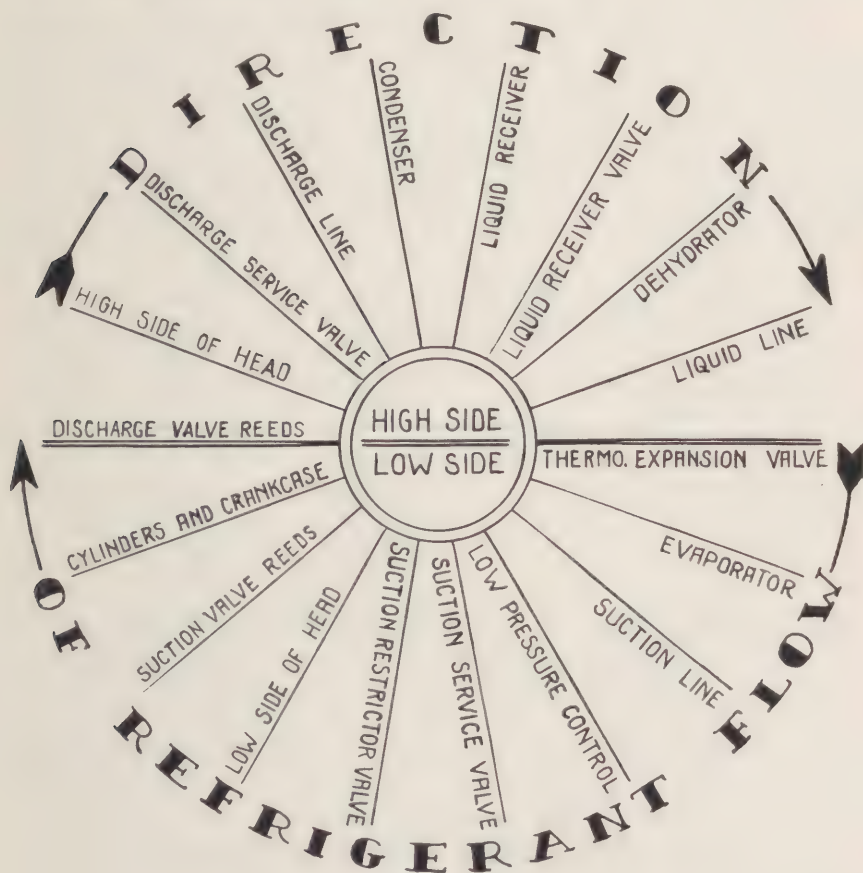 DIRECTION
OF
REFRIGERANT FLOW
HIGH SIDE
LOW SIDE
DISCHARGE VALVE REEDS
HIGH SIDE OF HEAD
DISCHARGE SERVICE VALVE
DISCHARGE LINE
CONDENSER
LIQUID RECEIVER
LIQUID RECEIVER VALVE
DEHYDRATOR
LIQUID LINE
THERMO. EXPANSION VALVE
EVAPORATOR
SUCTION LINE
LOW PRESSURE CONTROL
SUCTION SERVICE VALVE
SUCTION RESTRICTOR VALVE
LOW SIDE OF HEAD
SUCTION VALVE REEDS
CYLINDERS AND CRANKCASE